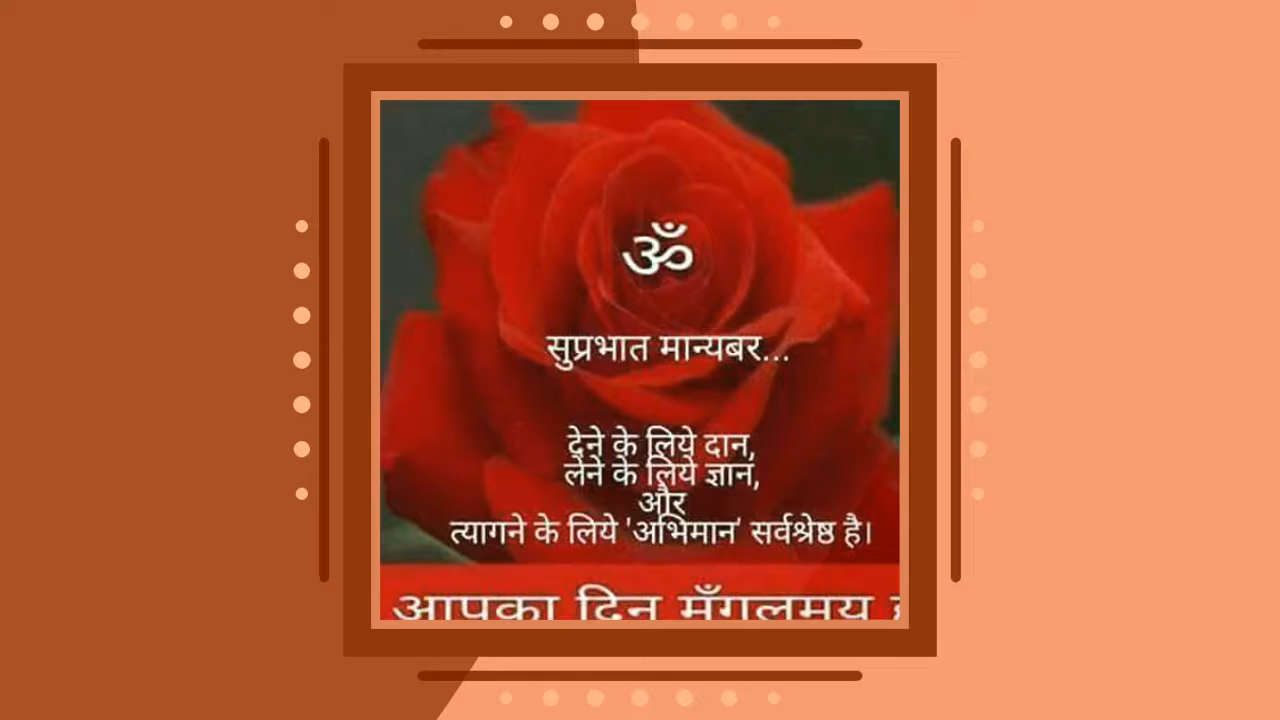 ॐ
सुप्रभात मान्यबर...
देने के लिये दान,
लेने के लिये ज्ञान,
और
त्यागने के लिये 'अभिमान' सर्वश्रेष्ठ है।
आपका दिन मँगलमय